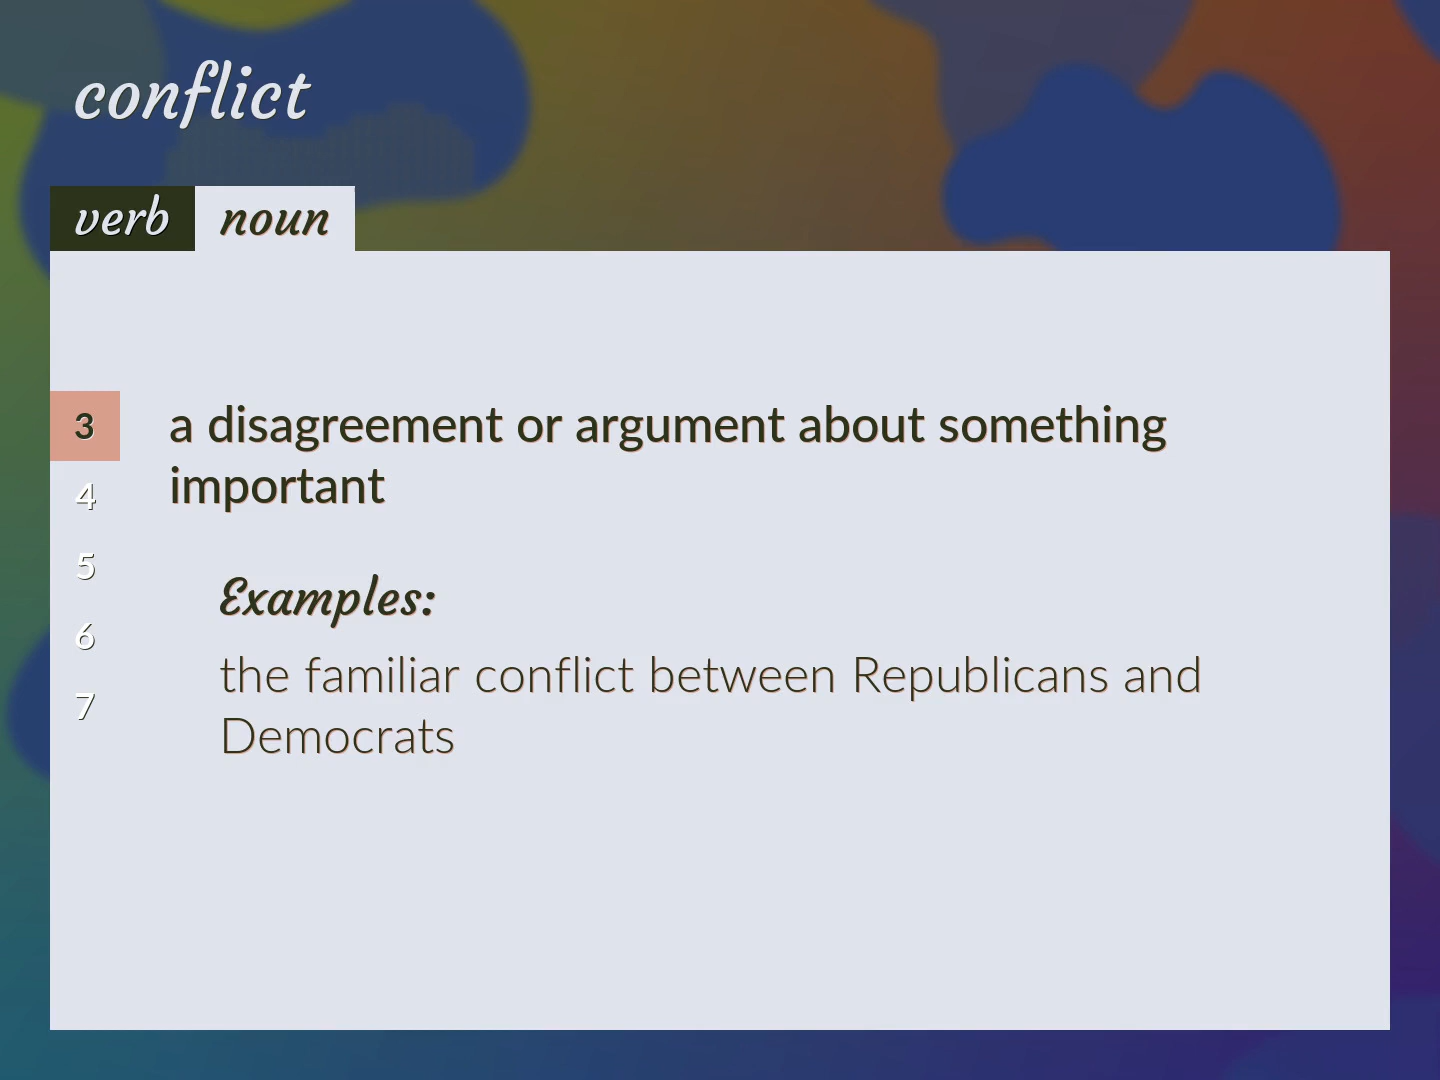 conflict
verb noun
3 a disagreement or argument about something
important
4
5
Examples:
6
the familiar conflict between Republicans and
7
Democrats